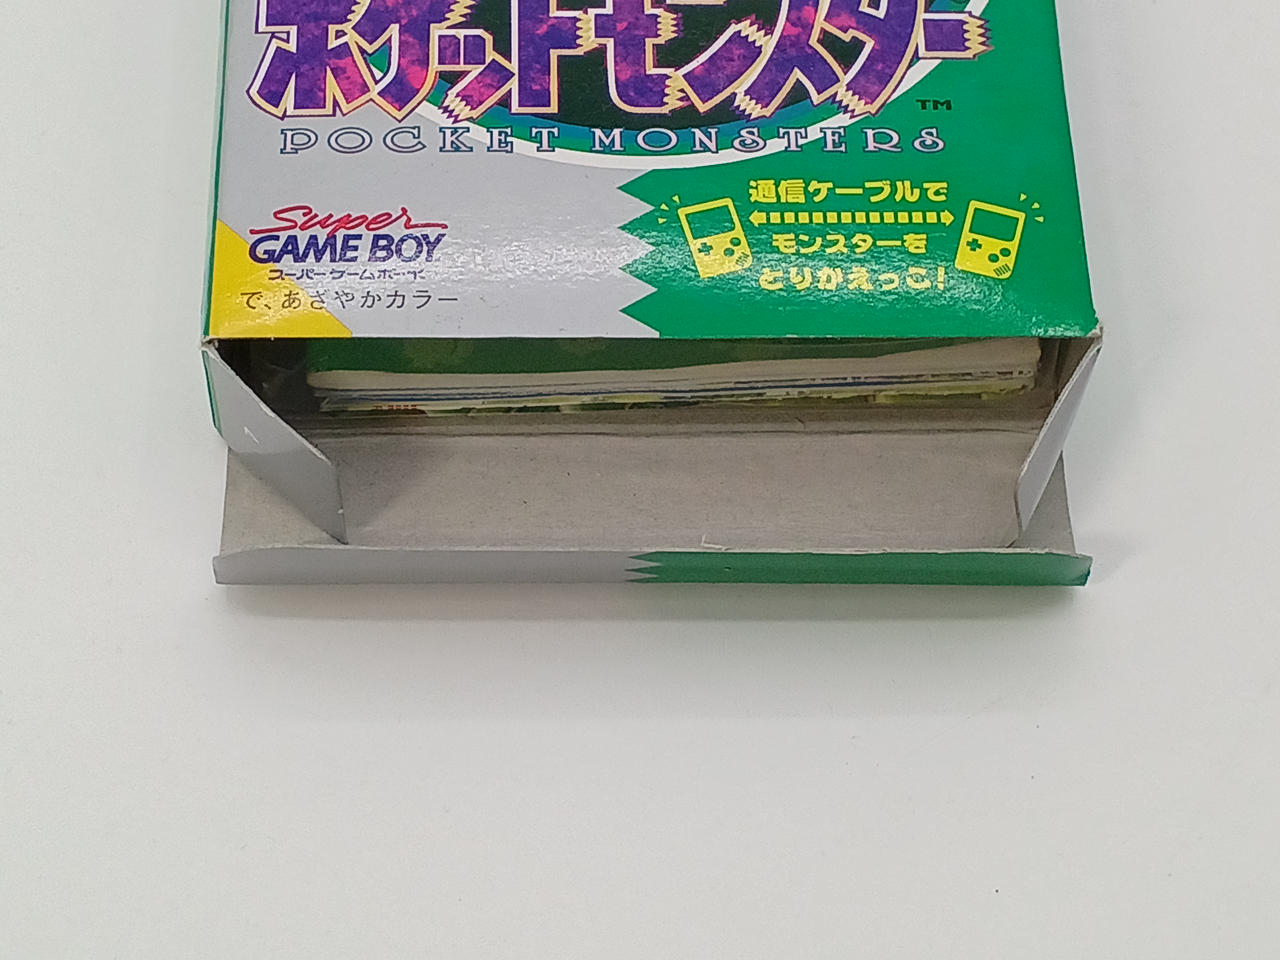 ポケットモンスター
TM
POCKET MONSTERS
Super
GAME BOY
スーパーゲームボーイ
で、あざやかカラー
通信ケーブルで
モンスターを
とりかえっこ!